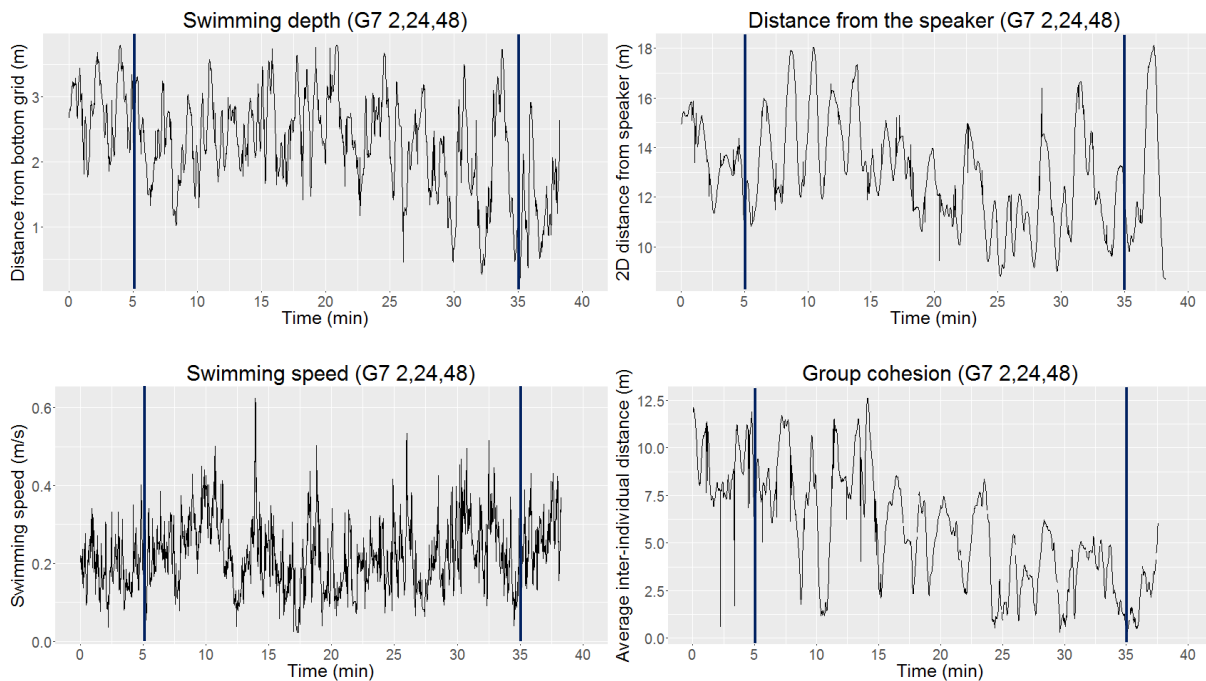 Swimming depth (G7 2,24,48)
Distance from bottom grid (m)
3
2
1
0 5 10 15 20 25 30 35 40
Time (min)
Distance from the speaker (G7 2,24,48)
2D distance from speaker (m)
18
16
14
12
10
0 5 10 15 20 25 30 35 40
Time (min)
Swimming speed (G7 2,24,48)
Swimming speed (m/s)
0.6
0.4
0.2
0.0
0 5 10 15 20 25 30 35 40
Time (min)
Group cohesion (G7 2,24,48)
Average inter-individual distance (m)
12.5
10.0
7.5
5.0
2.5
0.0
0 5 10 15 20 25 30 35 40
Time (min)